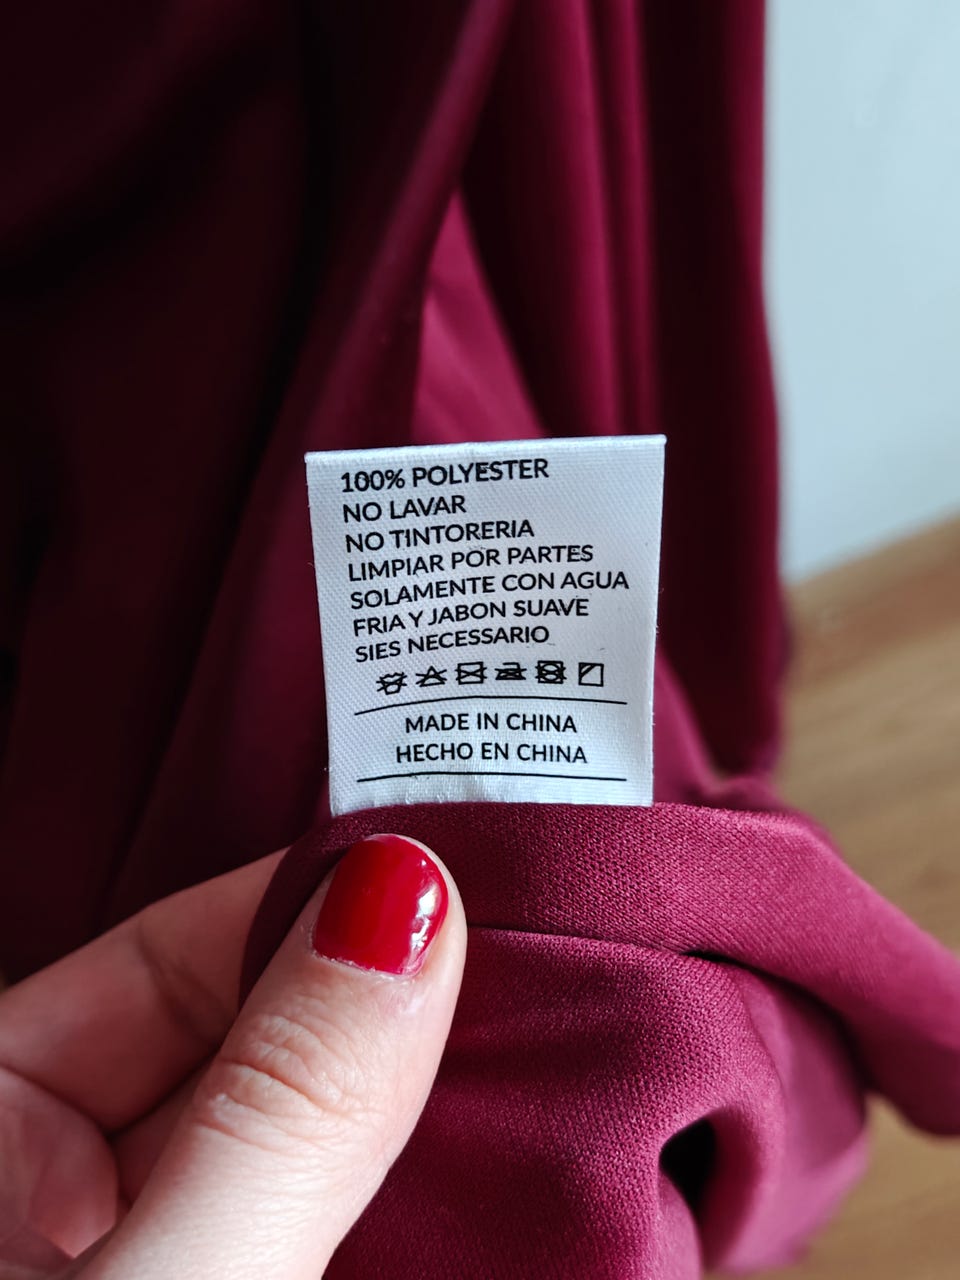 100% POLYESTER
NO LAVAR
NO TINTORERIA
LIMPIAR POR PARTES
SOLAMENTE CON AGUA
FRIA Y JABON SUAVE
SIES NECESSARIO
MADE IN CHINA
HECHO EN CHINA